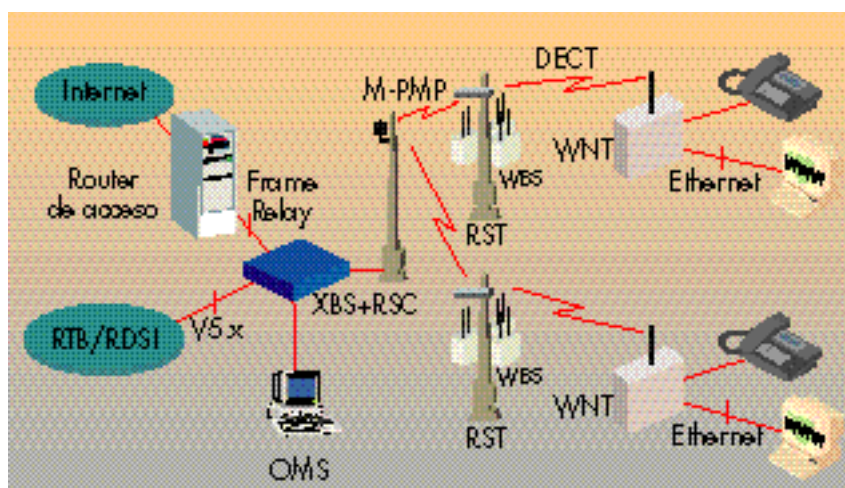 Internet
Router
de acceso
Frame
Relay
M-PMP
DECT
WNT
Ethernet
WBS
RST
XBS+RSC
RTB/RDSI
V5.x
OMS
WBS
RST
WNT
Ethernet